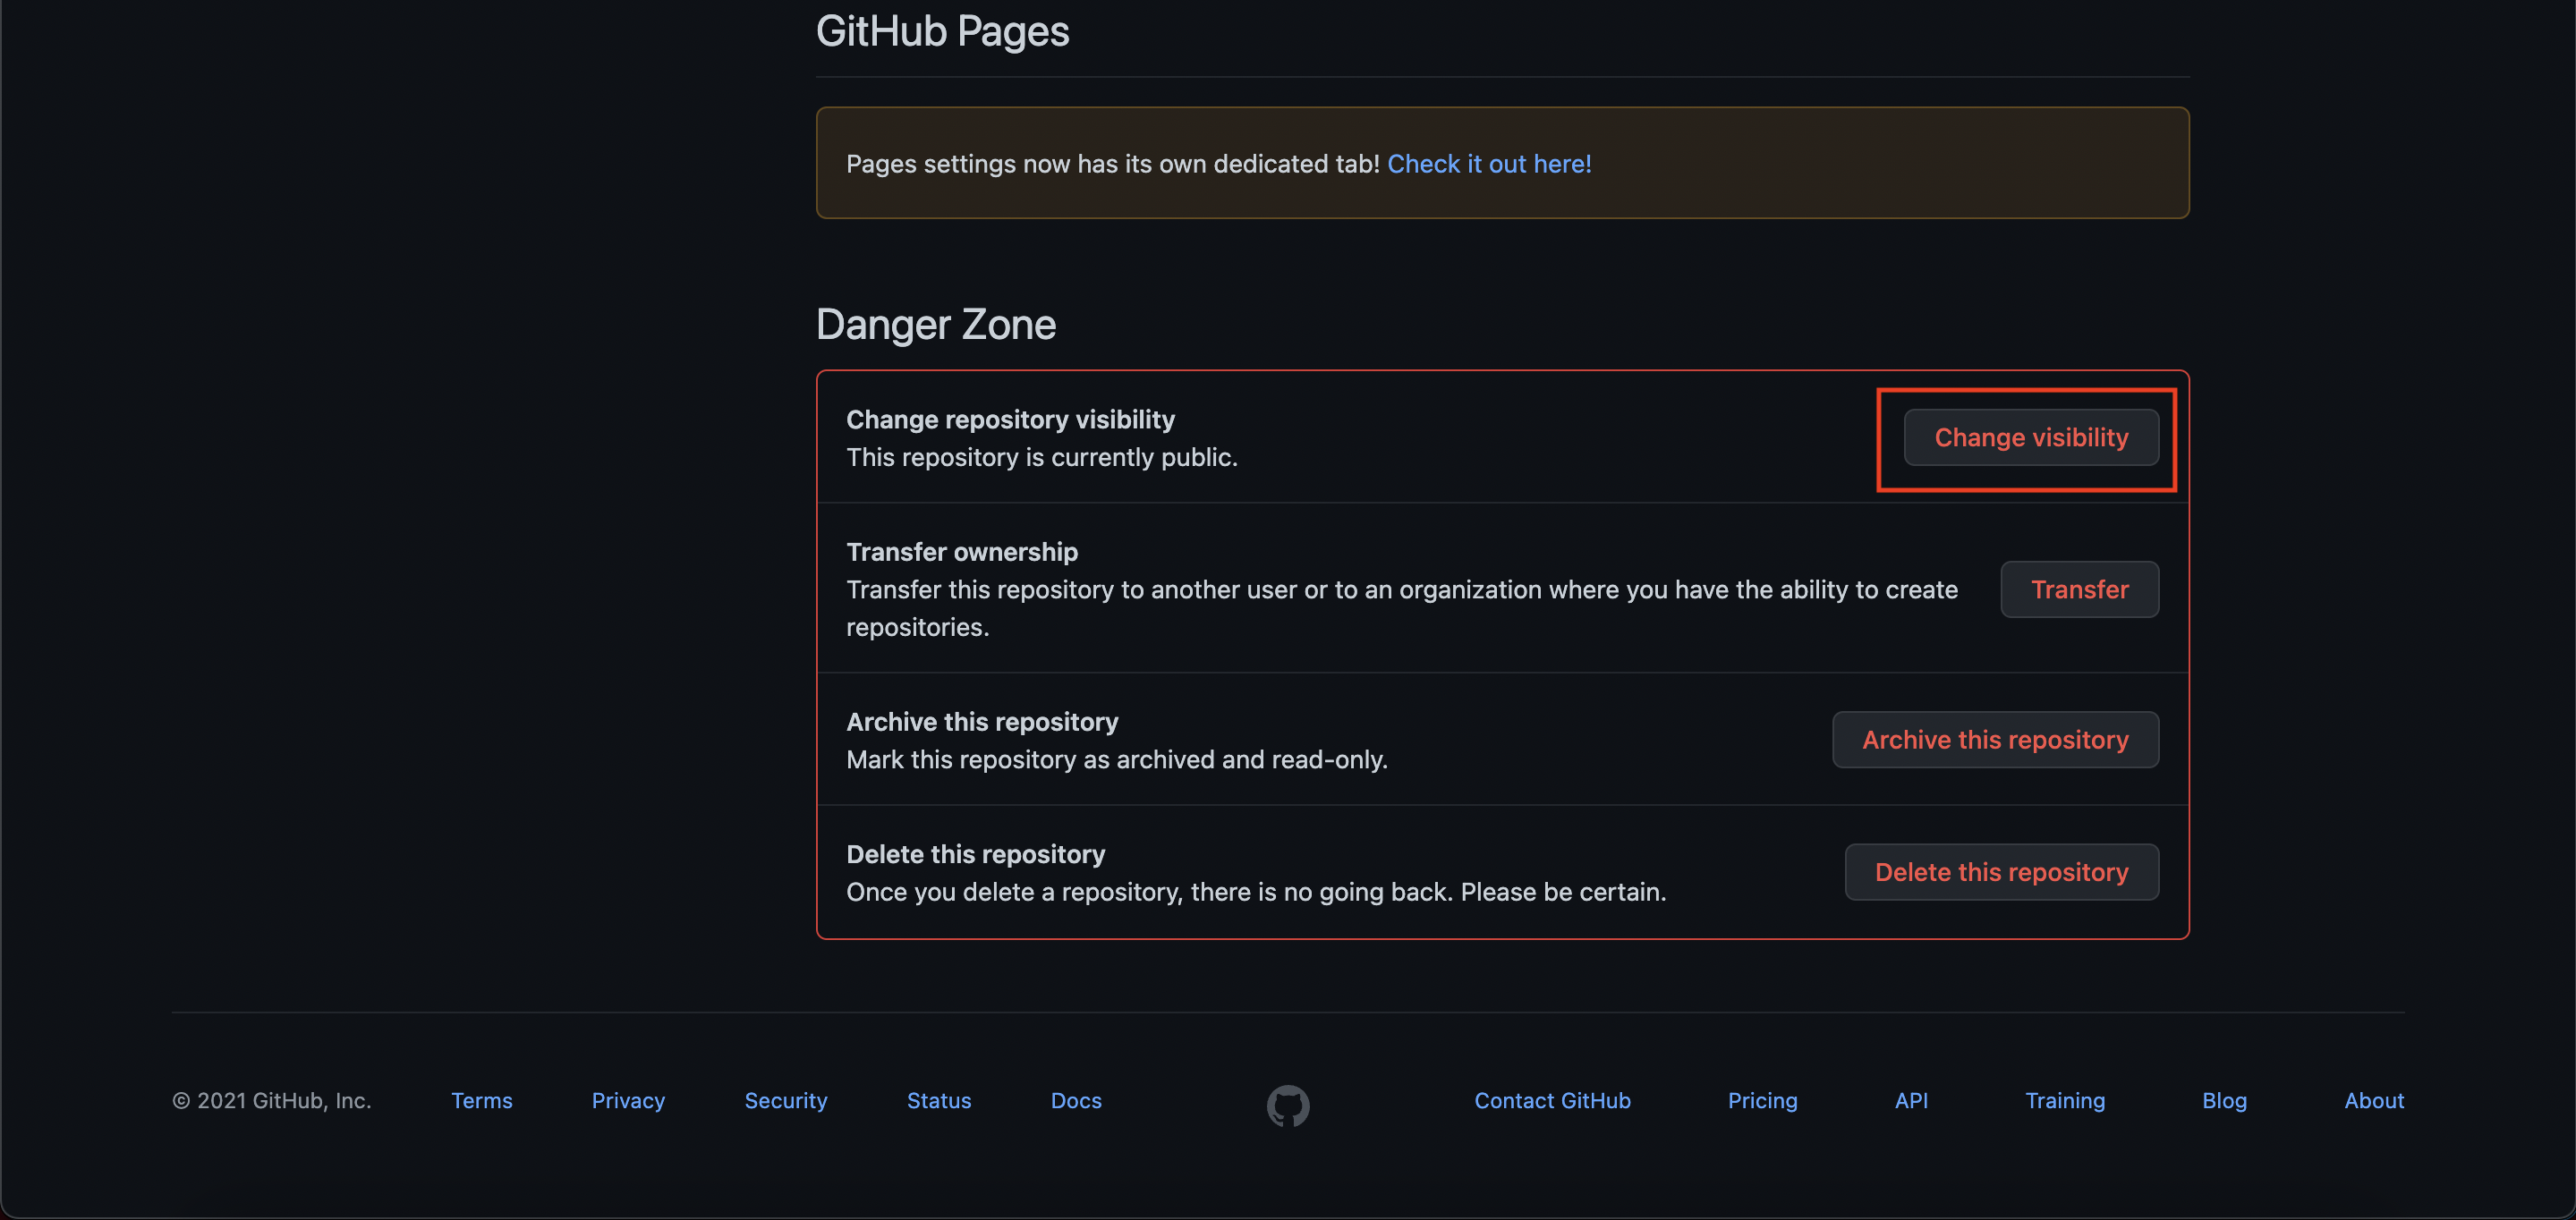 GitHub Pages
Pages settings now has its own dedicated tab! Check it out here!
Danger Zone
Change repository visibility
This repository is currently public.
Change visibility
Transfer ownership
Transfer this repository to another user or to an organization where you have the ability to create
repositories.
Transfer
Archive this repository
Mark this repository as archived and read-only.
Archive this repository
Delete this repository
Once you delete a repository, there is no going back. Please be certain.
Delete this repository
© 2021 GitHub, Inc. Terms Privacy Security Status Docs Contact GitHub Pricing API Training Blog About